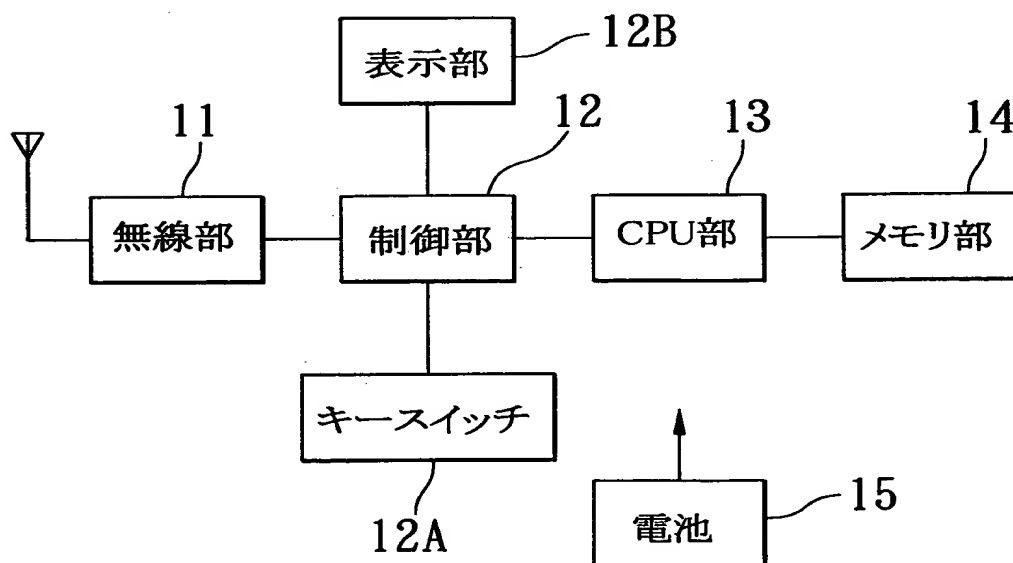 表示部
12B
11
12
13
14
無線部
制御部
CPU部
メモリ部
キースイッチ
12A
電池
15